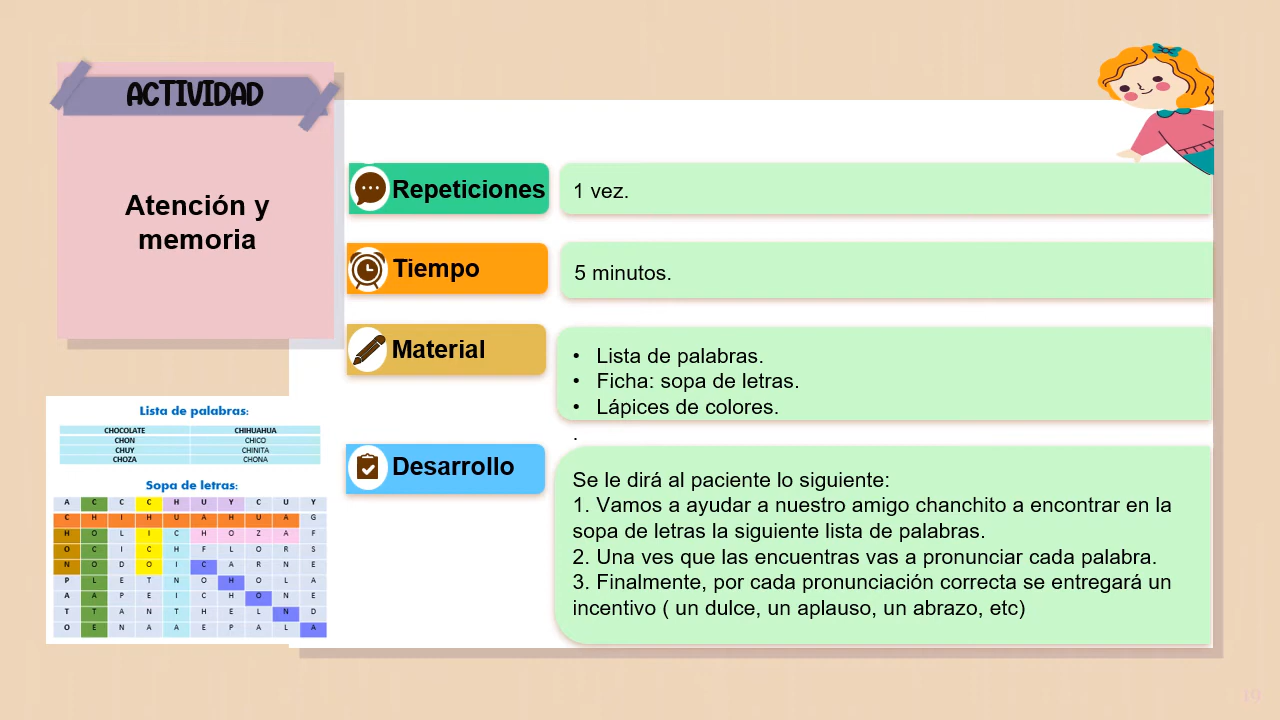 ACTIVIDAD
Atención y
memoria
Repeticiones
1 vez.
Tiempo
5 minutos.
Material
• Lista de palabras.
• Ficha: sopa de letras.
• Lápices de colores.
.
Desarrollo
Se le dirá al paciente lo siguiente:
1. Vamos a ayudar a nuestro amigo chanchito a encontrar en la
sopa de letras la siguiente lista de palabras.
2. Una ves que las encuentras vas a pronunciar cada palabra.
3. Finalmente, por cada pronunciación correcta se entregará un
incentivo ( un dulce, un aplauso, un abrazo, etc)
Lista de palabras:
CHOCOLATE CHIHUAHUA
CHON CHICO
CHUY CHINITA
CHOZA CHONA
Sopa de letras:
A C C C H U Y C U Y
C H I H U A H U A G
H O L I C H O Z A F
O C I C H F L O R S
N O D O I C A R N E
P L E T N O H O L A
A A P E I C H O N E
T T A N T H E L N D
O E N A A E P A L A
19